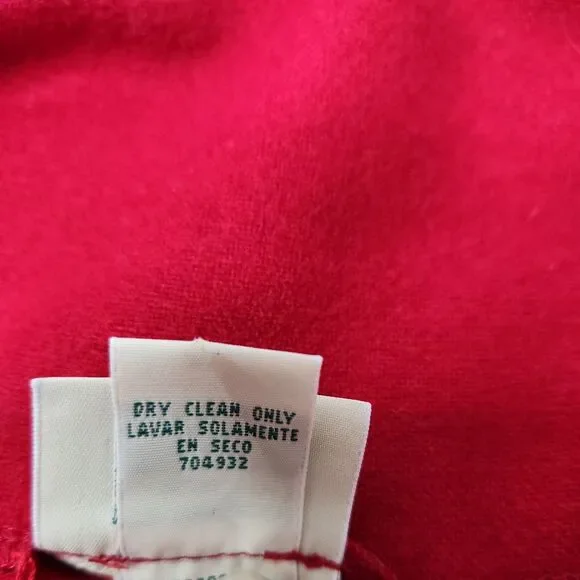 DRY CLEAN ONLY
LAVAR SOLAMENTE
EN SECO
704932